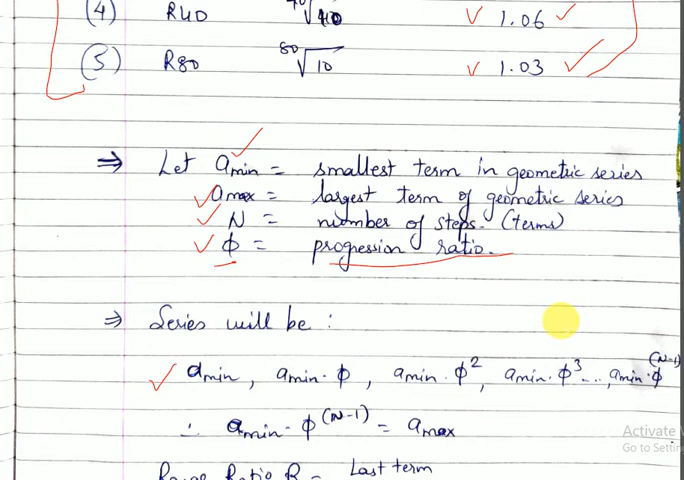 (4) R40 ⁴⁰√10 ✓ 1.06 ✓
(5) R80 ⁸⁰√10 ✓ 1.03 ✓
⇒ Let amin = smallest term in geometric series
✓ amax = largest term of geometric series
✓ N = number of steps. (terms)
✓ ϕ = progression ratio.
⇒ Series will be :
✓ amin, amin·ϕ, amin·ϕ², amin·ϕ³ ..., amin·ϕ^(N-1)
∴ amin·ϕ^(N-1) = amax
Range Ratio R = Last term
Activate
Go to Settin